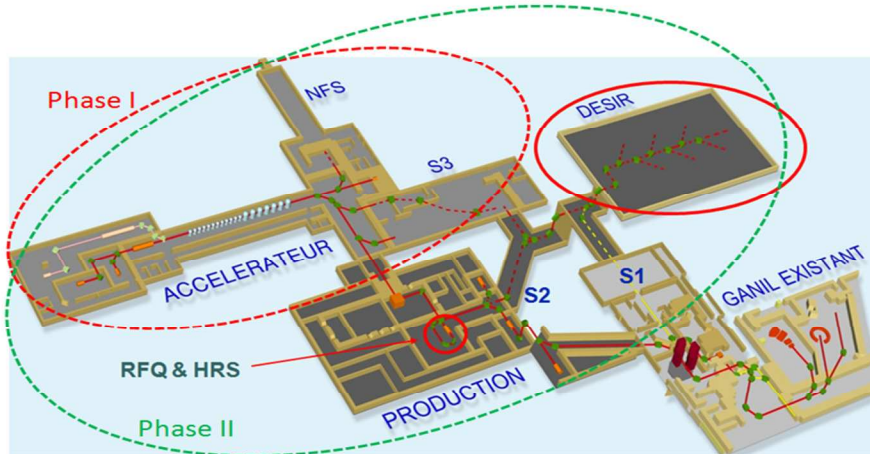 Phase I
NFS
DESIR
S3
ACCELERATEUR
S2
S1
GANIL EXISTANT
RFQ & HRS
PRODUCTION
Phase II